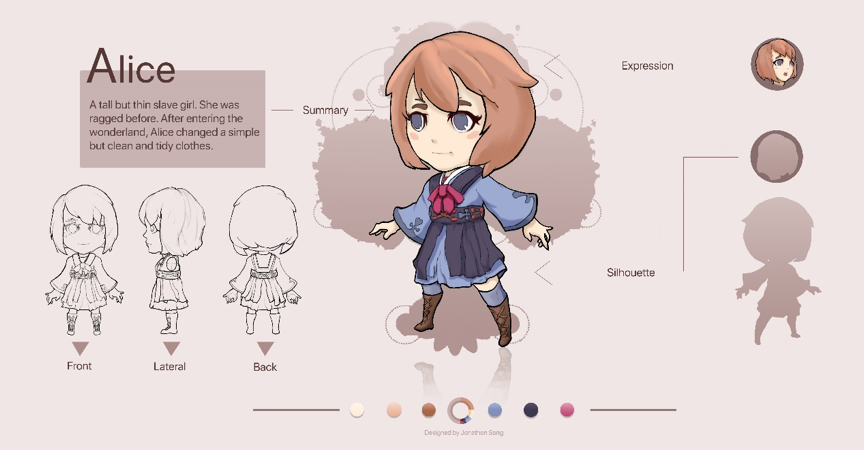 Alice
A tall but thin slave girl. She was
ragged before. After entering the
wonderland, Alice changed a simple
but clean and tidy clothes.
Summary
Expression
Silhouette
Front
Lateral
Back
Designed by Jonathan Song